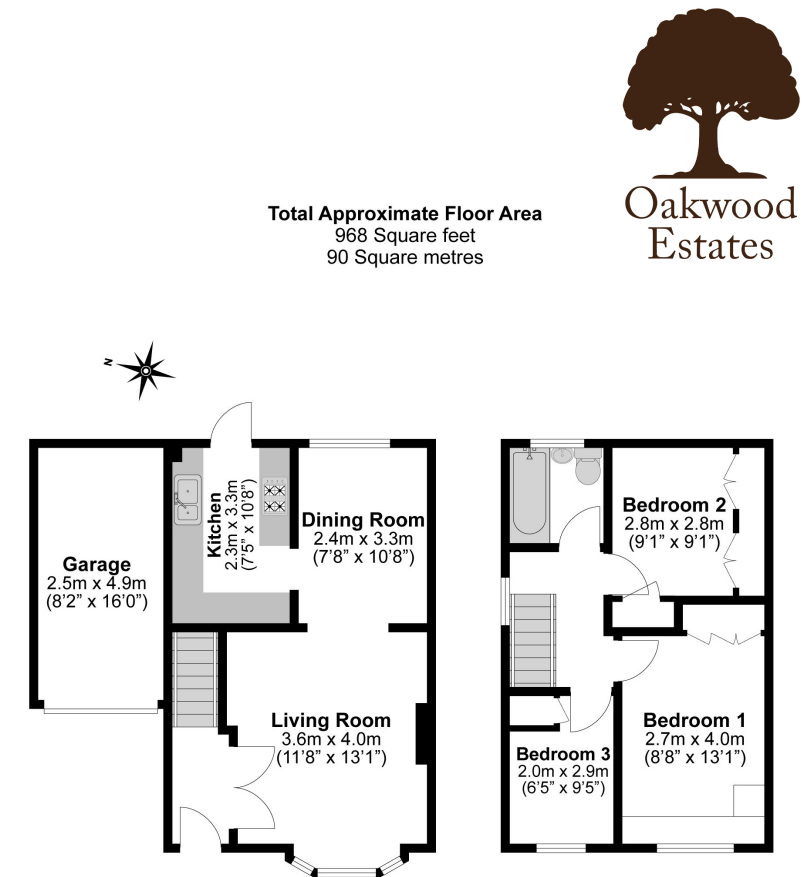 Oakwood
Estates
Total Approximate Floor Area
968 Square feet
90 Square metres
N
Garage
2.5m x 4.9m
(8'2" x 16'0")
Kitchen
2.3m x 3.3m
(7'5" x 10'8")
Dining Room
2.4m x 3.3m
(7'8" x 10'8")
Living Room
3.6m x 4.0m
(11'8" x 13'1")
Bedroom 2
2.8m x 2.8m
(9'1" x 9'1")
Bedroom 1
2.7m x 4.0m
(8'8" x 13'1")
Bedroom 3
2.0m x 2.9m
(6'5" x 9'5")